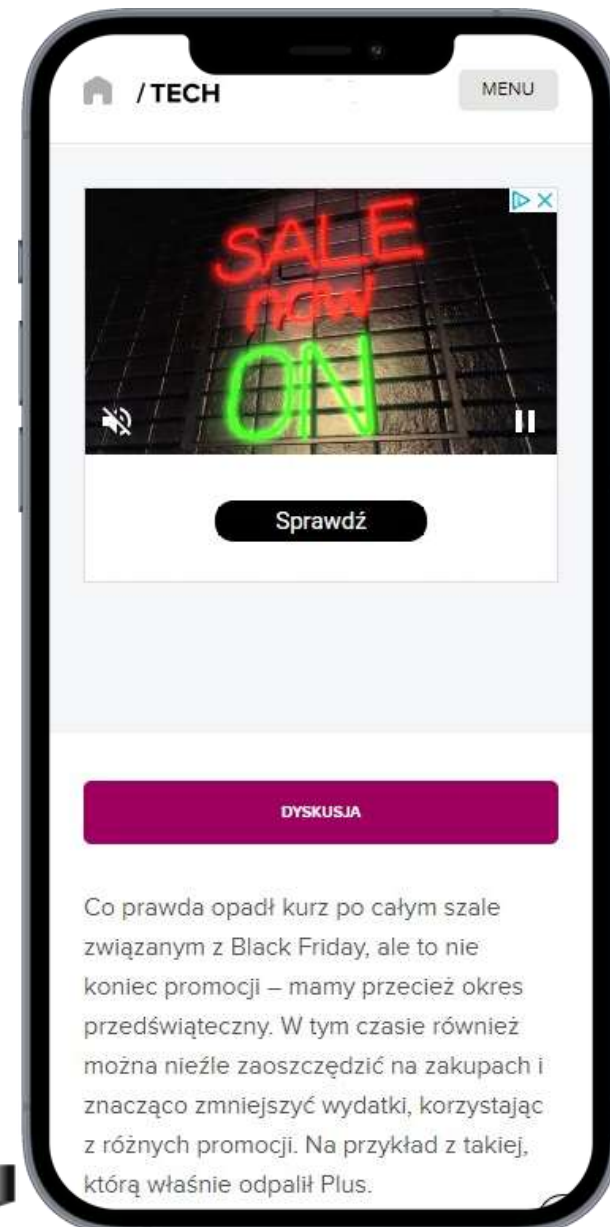 / TECH
MENU
SALE
now
ON
Sprawdź
DYSKUSJA
Co prawda opadł kurz po całym szale
związanym z Black Friday, ale to nie
koniec promocji – mamy przecież okres
przedświąteczny. W tym czasie również
można nieźle zaoszczędzić na zakupach i
znacząco zmniejszyć wydatki, korzystając
z różnych promocji. Na przykład z takiej,
którą właśnie odpalił Plus.